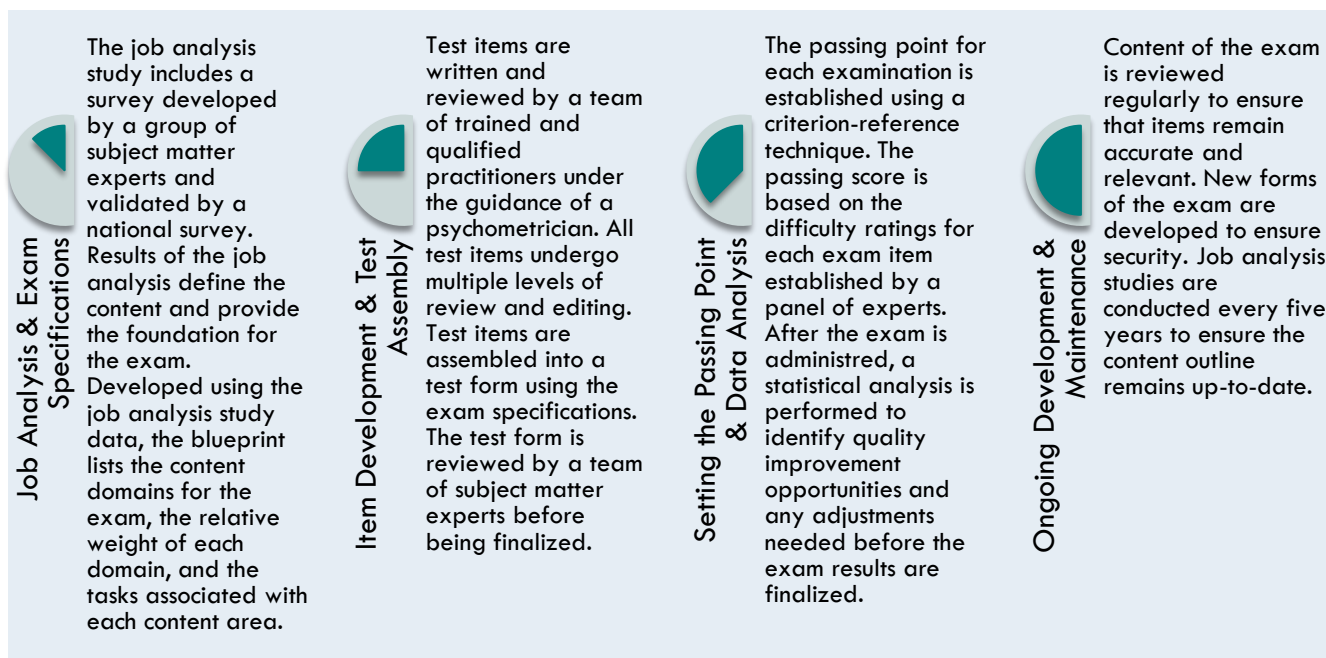 Job Analysis & Exam
Specifications
The job analysis
study includes a
survey developed
by a group of
subject matter
experts and
validated by a
national survey.
Results of the job
analysis define the
content and provide
the foundation for
the exam.
Developed using the
job analysis study
data, the blueprint
lists the content
domains for the
exam, the relative
weight of each
domain, and the
tasks associated with
each content area.
Item Development & Test
Assembly
Test items are
written and
reviewed by a team
of trained and
qualified
practitioners under
the guidance of a
psychometrician. All
test items undergo
multiple levels of
review and editing.
Test items are
assembled into a
test form using the
exam specifications.
The test form is
reviewed by a team
of subject matter
experts before
being finalized.
Setting the Passing Point
& Data Analysis
The passing point for
each examination is
established using a
criterion-reference
technique. The
passing score is
based on the
difficulty ratings for
each exam item
established by a
panel of experts.
After the exam is
administred, a
statistical analysis is
performed to
identify quality
improvement
opportunities and
any adjustments
needed before the
exam results are
finalized.
Ongoing Development &
Maintenance
Content of the exam
is reviewed
regularly to ensure
that items remain
accurate and
relevant. New forms
of the exam are
developed to ensure
security. Job analysis
studies are
conducted every five
years to ensure the
content outline
remains up-to-date.